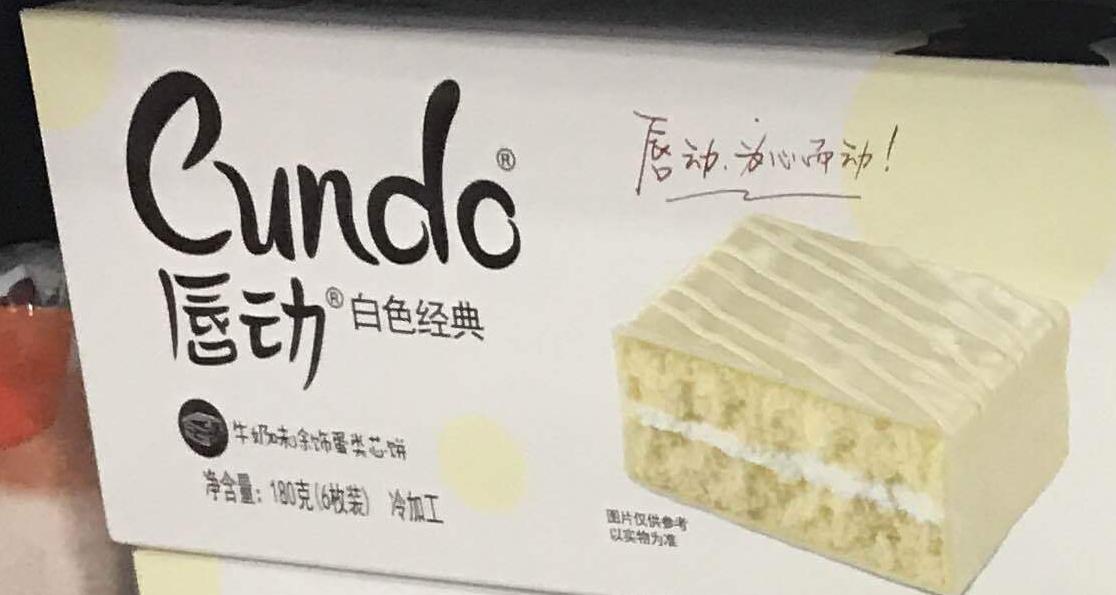 Cundo®
唇动®白色经典
唇动.为心而动!
牛奶味涂饰蛋类芯饼
净含量:180克(6枚装) 冷加工
图片仅供参考
以实物为准